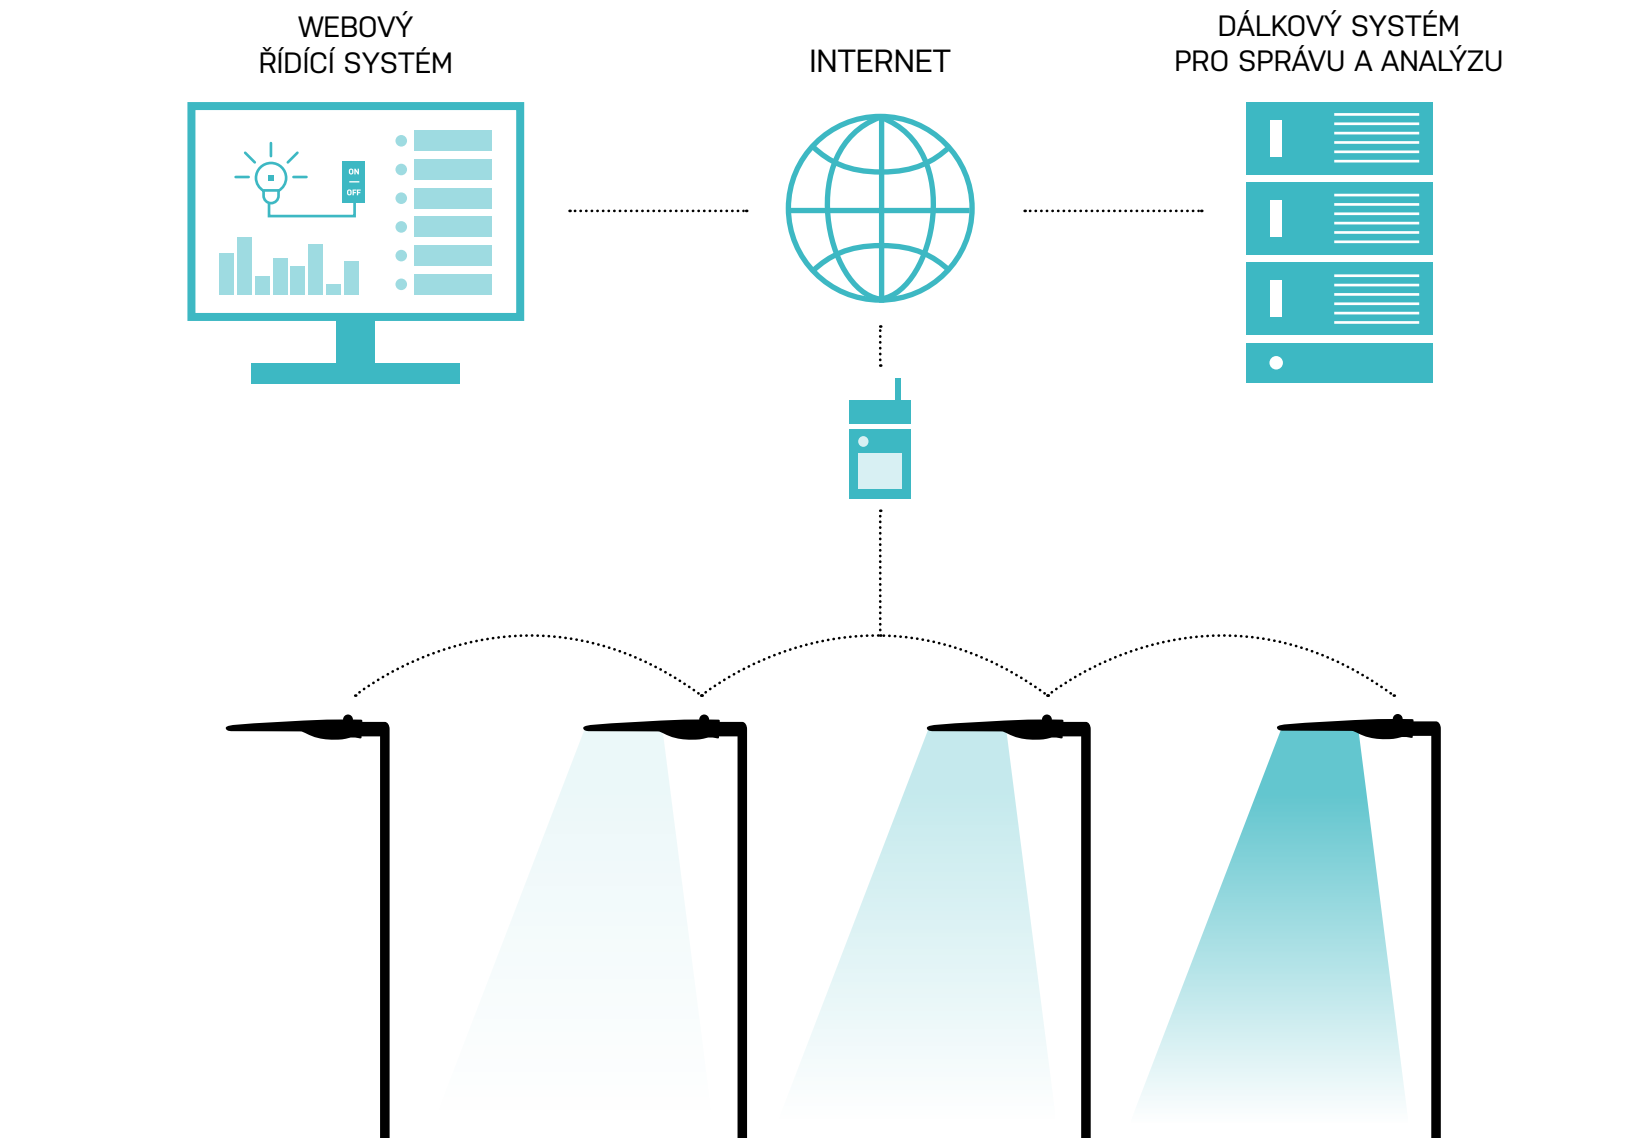 WEBOVÝ
ŘÍDÍCÍ SYSTÉM
INTERNET
DÁLKOVÝ SYSTÉM
PRO SPRÁVU A ANALÝZU
ON
OFF